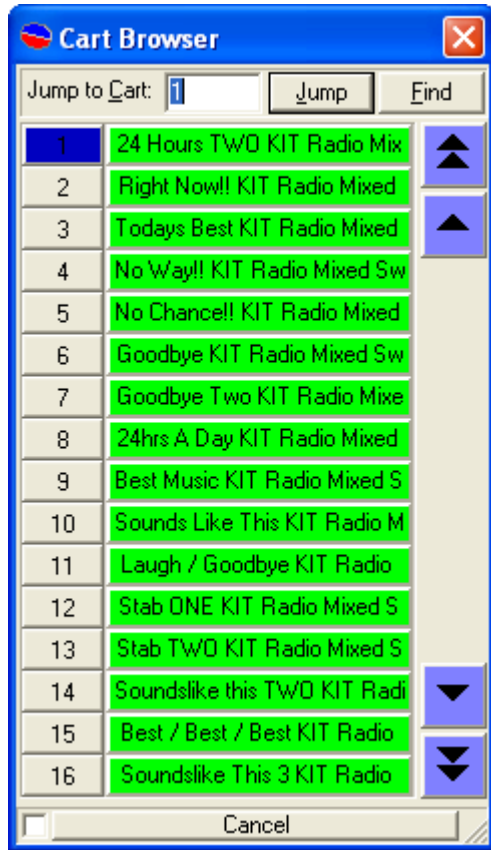 Cart Browser
Jump to Cart: 1 Jump Find
1 24 Hours TWO KIT Radio Mix
2 Right Now!! KIT Radio Mixed
3 Todays Best KIT Radio Mixed
4 No Way!! KIT Radio Mixed Sw
5 No Chance!! KIT Radio Mixed
6 Goodbye KIT Radio Mixed Sw
7 Goodbye Two KIT Radio Mixe
8 24hrs A Day KIT Radio Mixed
9 Best Music KIT Radio Mixed S
10 Sounds Like This KIT Radio M
11 Laugh / Goodbye KIT Radio
12 Stab ONE KIT Radio Mixed S
13 Stab TWO KIT Radio Mixed S
14 Soundslike this TWO KIT Radi
15 Best / Best / Best KIT Radio
16 Soundslike This 3 KIT Radio
Cancel